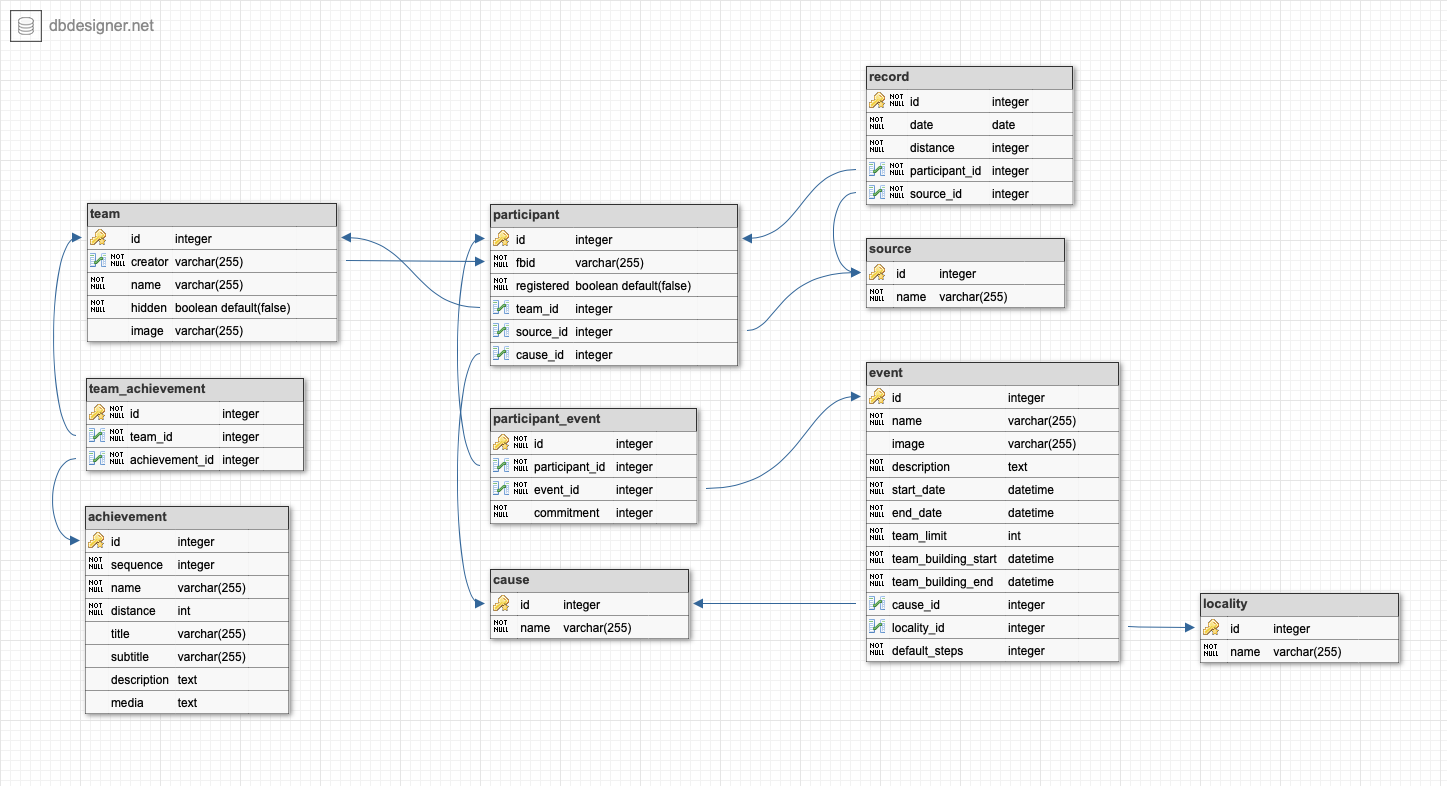 dbdesigner.net
record
NOT NULL id integer
NOT NULL date date
NOT NULL distance integer
NOT NULL participant_id integer
NOT NULL source_id integer
team
id integer
NOT NULL creator varchar(255)
NOT NULL name varchar(255)
NOT NULL hidden boolean default(false)
image varchar(255)
participant
id integer
NOT NULL fbid varchar(255)
NOT NULL registered boolean default(false)
team_id integer
source_id integer
cause_id integer
source
id integer
NOT NULL name varchar(255)
team_achievement
NOT NULL id integer
NOT NULL team_id integer
NOT NULL achievement_id integer
participant_event
NOT NULL id integer
NOT NULL participant_id integer
NOT NULL event_id integer
NOT NULL commitment integer
event
id integer
NOT NULL name varchar(255)
image varchar(255)
NOT NULL description text
NOT NULL start_date datetime
NOT NULL end_date datetime
NOT NULL team_limit int
NOT NULL team_building_start datetime
NOT NULL team_building_end datetime
cause_id integer
locality_id integer
NOT NULL default_steps integer
achievement
id integer
NOT NULL sequence integer
NOT NULL name varchar(255)
NOT NULL distance int
title varchar(255)
subtitle varchar(255)
description text
media text
cause
id integer
NOT NULL name varchar(255)
locality
id integer
NOT NULL name varchar(255)